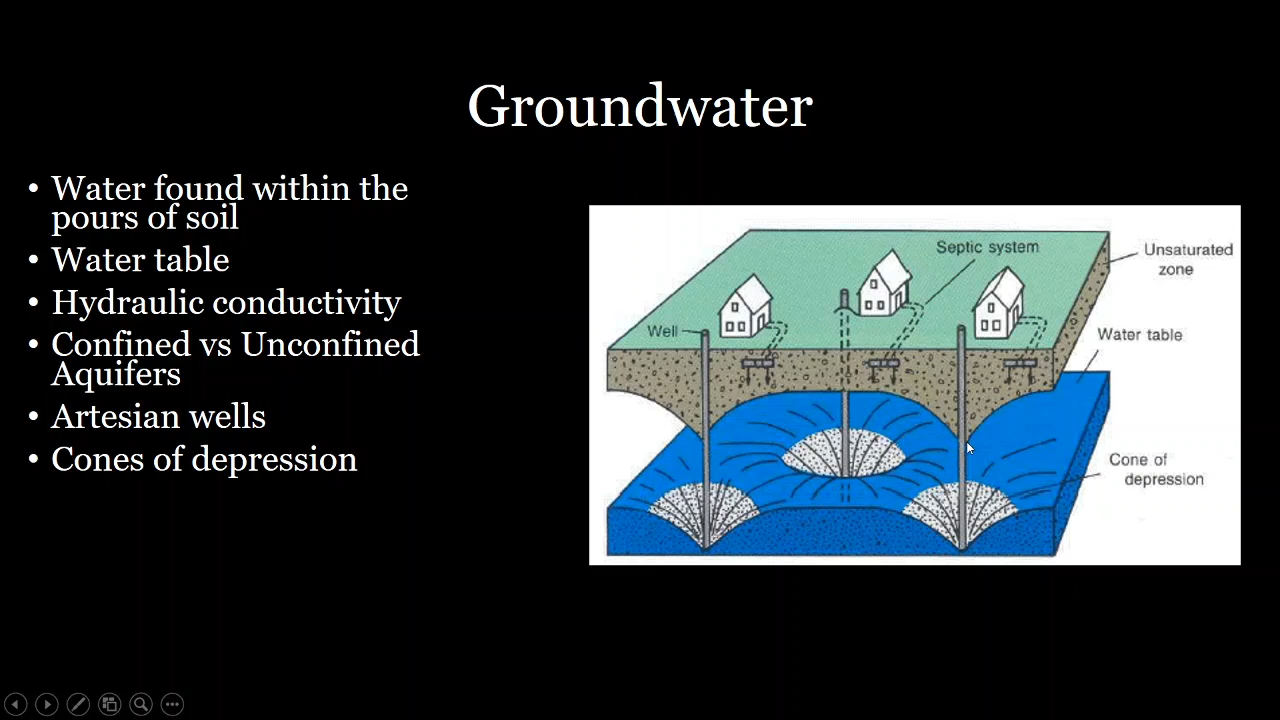 Groundwater
• Water found within the
pours of soil
• Water table
• Hydraulic conductivity
• Confined vs Unconfined
Aquifers
• Artesian wells
• Cones of depression
Septic system
Unsaturated
zone
Well
Water table
Cone of
depression